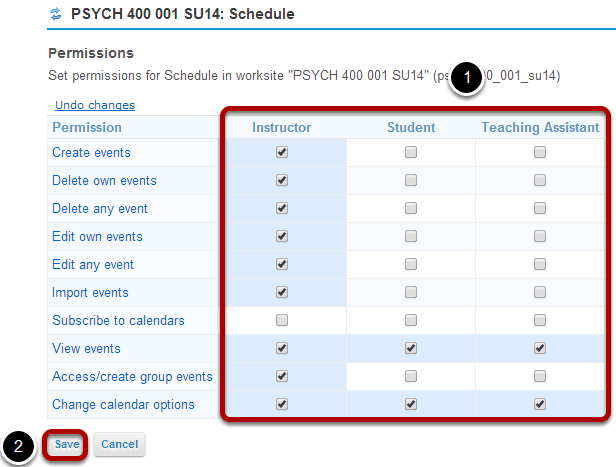 PSYCH 400 001 SU14: Schedule
Permissions
Set permissions for Schedule in worksite "PSYCH 400 001 SU14" 0_001_su14)
1
Undo changes
Permission Instructor Student Teaching Assistant
Create events
Delete own events
Delete any event
Edit own events
Edit any event
Import events
Subscribe to calendars
View events
Access/create group events
Change calendar options
2 Save Cancel